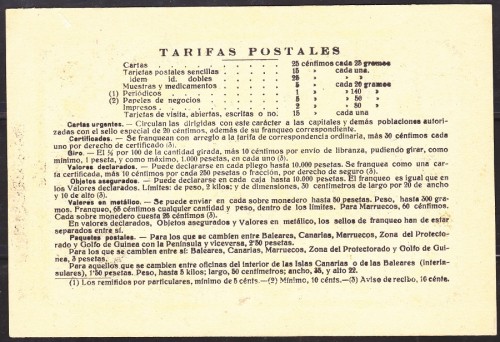 TARIFAS POSTALES
Cartas . . . . . . . 25 céntimos cada 25 gramos
Tarjetas postales sencillas . . . . 15 » cada una.
idem id. dobles . . . . 25 » »
Muestras y medicamentos . . . . 5 » cada 20 gramos
(1) Periódicos . . . . . . 1 » »140 »
(2) Papeles de negocios . . . . 5 » » 50 »
Impresos . . . . . . . 2 » » 50 »
Tarjetas de visita, abiertas, escritas o no. 15 » cada una
Cartas urgentes. — Circulan las dirigidas con este carácter a las capitales y demás poblaciones autori-
zadas con el sello especial de 20 céntimos, además de su franqueo correspondiente.
Certificados. — Se franquean con arreglo a la tarifa de correspondencia ordinaria, más 30 céntimos cada
uno por derecho de certificado (3).
Giro. — El ½ por 100 de la cantidad girada, más 10 céntimos por envío de libranza, pudiendo girar, como
mínimo, 1 peseta, y como máximo, 1.000 pesetas, en cada uno (3).
Valores declarados. — Puede declararse en cada pliego hasta 10.000 pesetas. Se franquea como una car-
ta certificada, más 10 céntimos por cada 250 pesetas o fracción, por derecho de seguro (3).
Objetos asegurados. — Puede declararse en cada caja hasta 10.000 pesetas. El franqueo es igual que en
los Valores declarados. Límites: de peso, 2 kilos; y de dimensiones, 30 centímetros de largo por 20 de ancho
y 10 de alto (3).
Valores en metálico. — Se puede enviar en cada sobre monedero hasta 50 pesetas. Peso, hasta 300 gra-
mos. Franqueo, 65 céntimos cualquier cantidad y peso, dentro de los límites. Para Marruecos, 65 céntimos.
Cada sobre monedero cuesta 25 céntimos (3).
En valores declarados, Objetos asegurados y Valores en metálico, los sellos de franqueo han de estar
separados entre sí.
Paquetes postales. — Para los que se cambien entre Baleares, Canarias, Marruecos, Zona del Protecto-
rado y Golfo de Guinea con la Península y viceversa, 2'50 pesetas.
Para los que se cambien entre sí: Baleares, Canarias, Marruecos, Zona del Protectorado y Golfo de Gui-
nea, 3 pesetas.
Para aquellos que se cambien entre oficinas del interior de las Islas Canarias o de las Baleares (interin-
sulares), 1'50 pesetas. Peso, hasta 5 kilos; largo, 50 centímetros; ancho, 35, y alto 22.
(1) Los remitidos por particulares, mínimo de 5 cénts.—(2) Mínimo, 10 cénts.—(3) Aviso de recibo, 10 cénts.